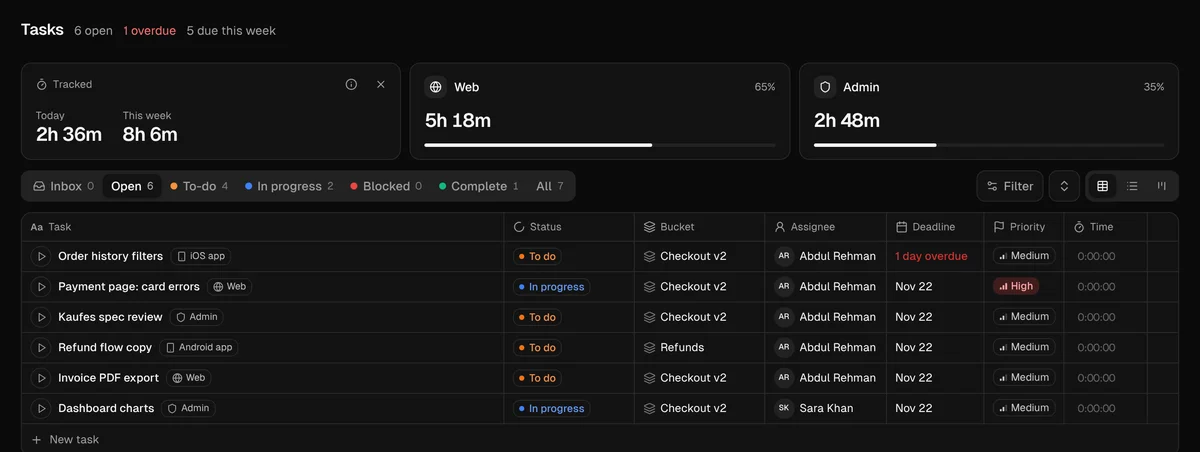 Tasks 6 open 1 overdue 5 due this week
Tracked
Today This week
2h 36m 8h 6m
Web 65%
5h 18m
Admin 35%
2h 48m
Inbox 0 Open 6 To-do 4 In progress 2 Blocked 0 Complete 1 All 7 Filter
Aa Task Status Bucket Assignee Deadline Priority Time
Order history filters iOS app To do Checkout v2 AR Abdul Rehman 1 day overdue Medium 0:00:00
Payment page: card errors Web In progress Checkout v2 AR Abdul Rehman Nov 22 High 0:00:00
Kaufes spec review Admin To do Checkout v2 AR Abdul Rehman Nov 22 Medium 0:00:00
Refund flow copy Android app To do Refunds AR Abdul Rehman Nov 22 Medium 0:00:00
Invoice PDF export Web To do Checkout v2 AR Abdul Rehman Nov 22 Medium 0:00:00
Dashboard charts Admin In progress Checkout v2 SK Sara Khan Nov 22 Medium 0:00:00
+ New task